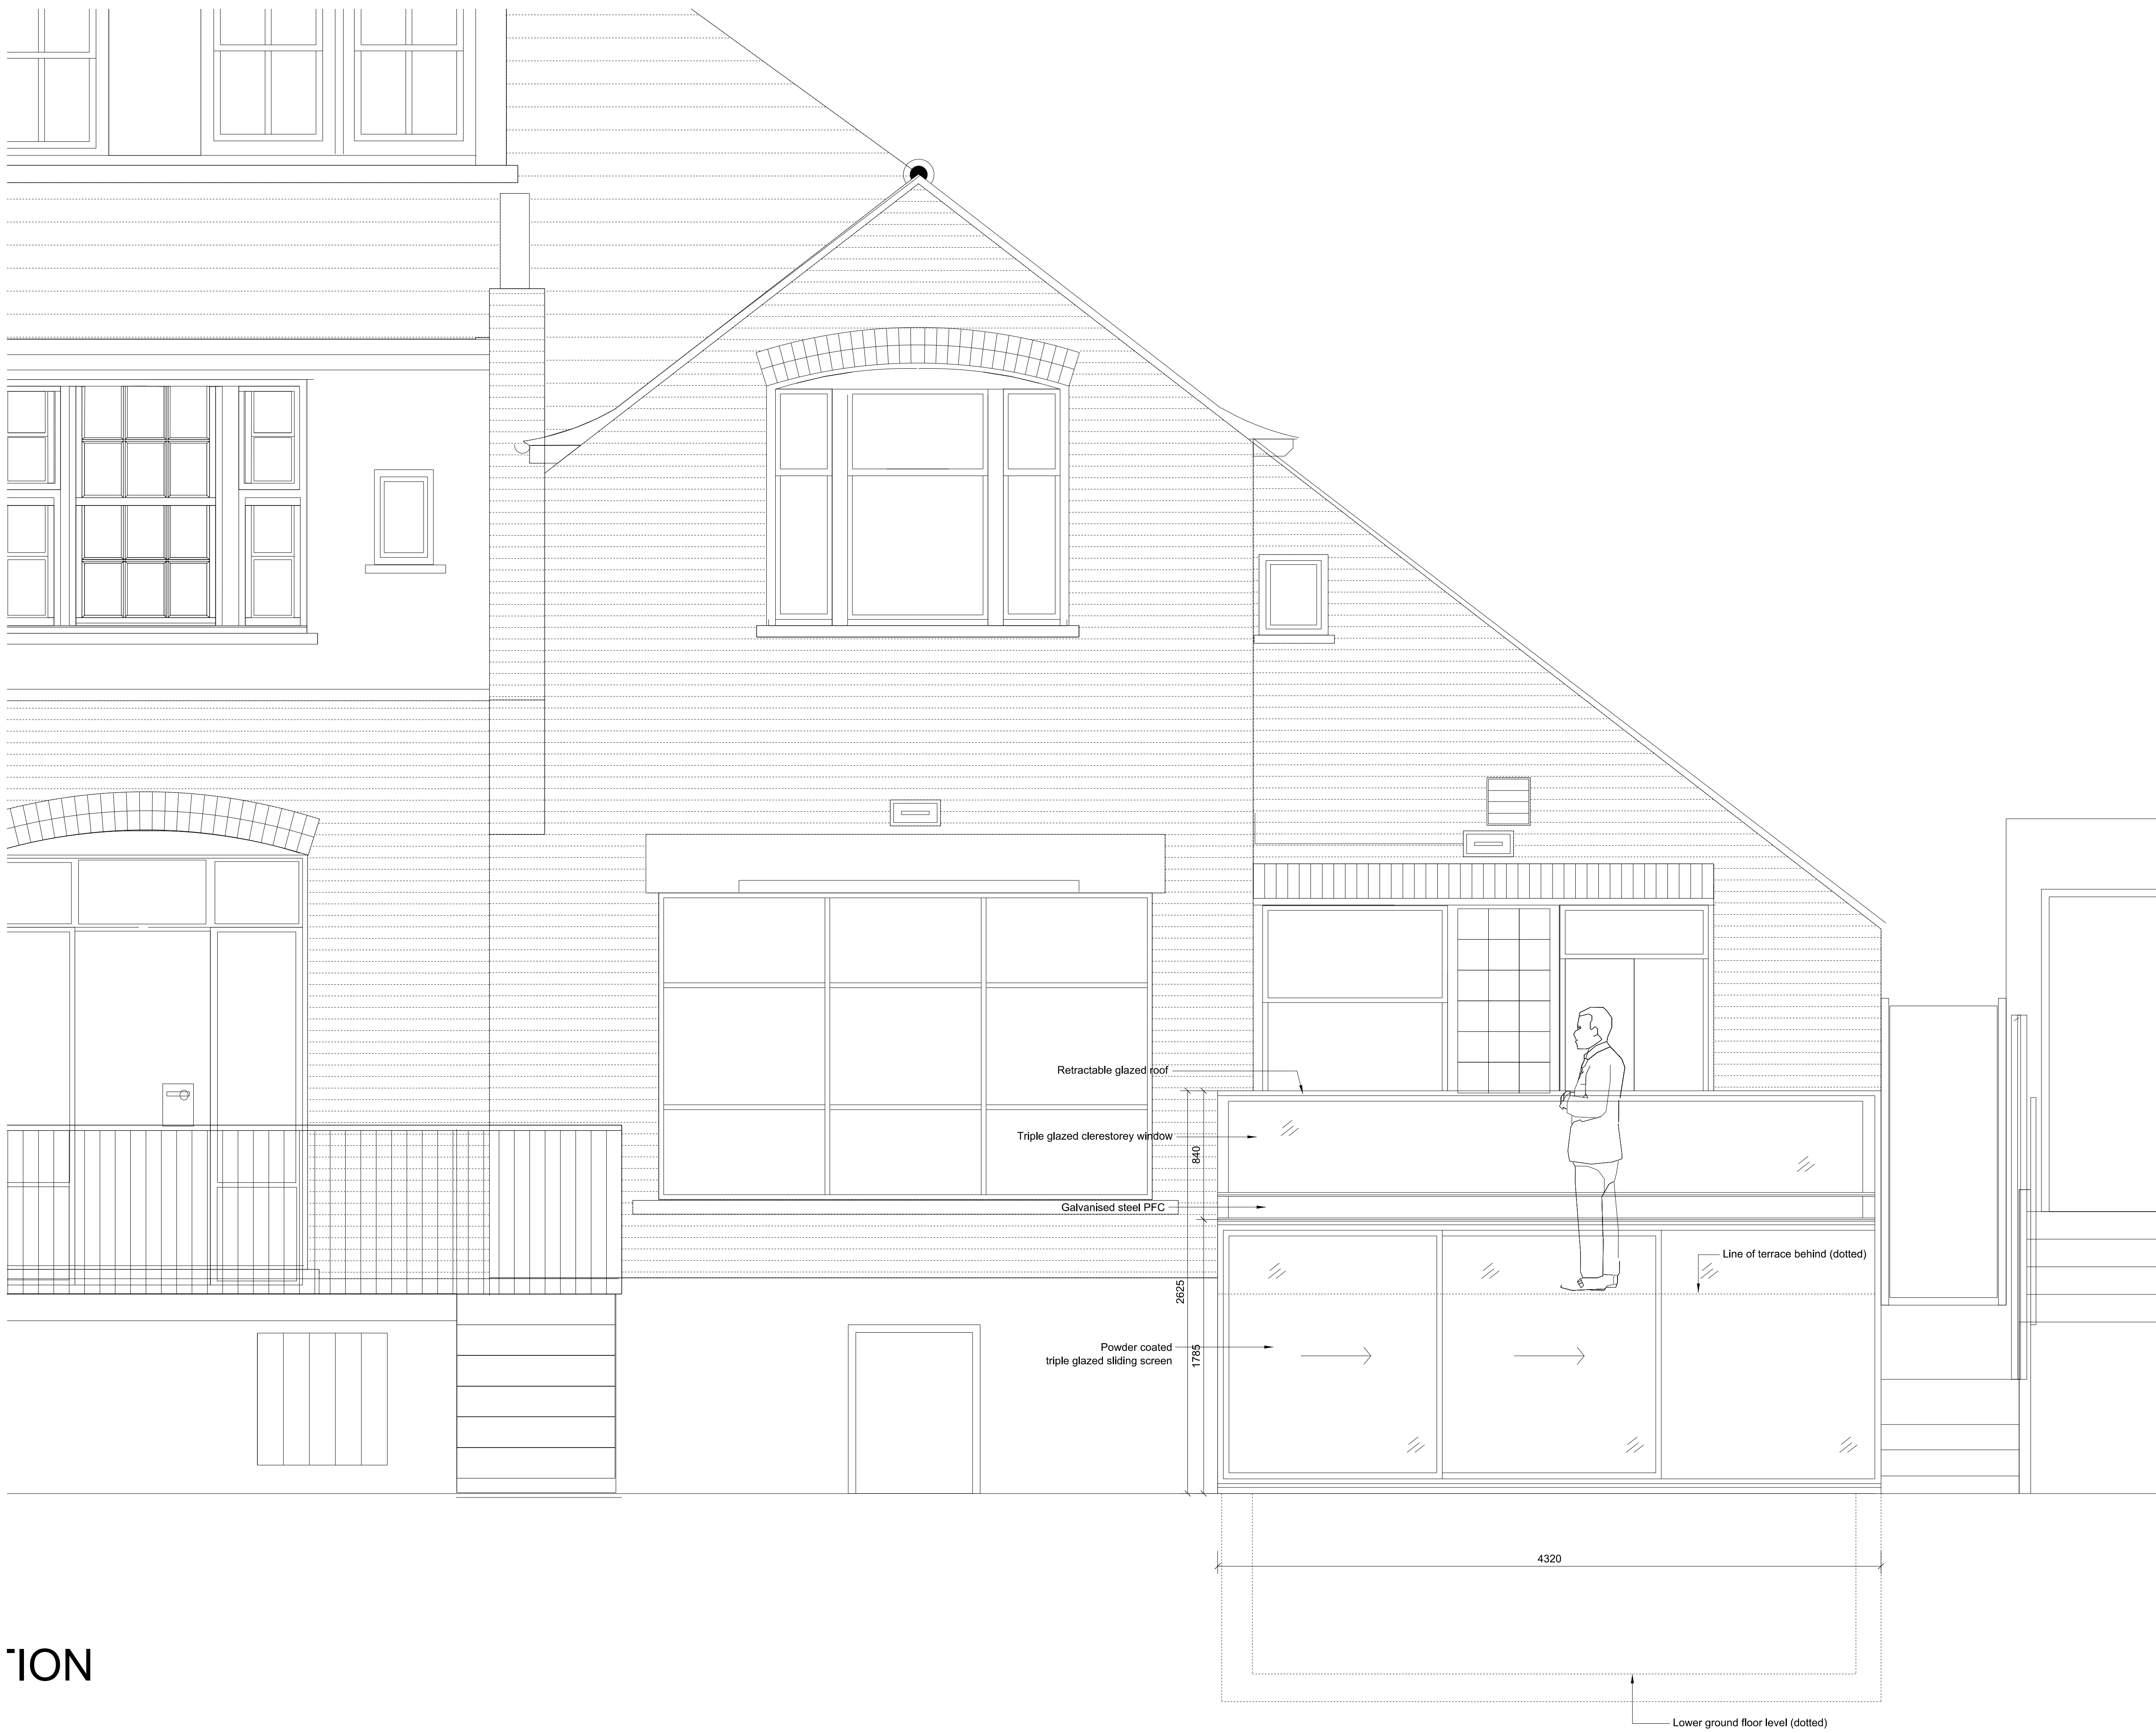 Retractable glazed roof
Triple glazed clerestorey window
840
Galvanised steel PFC
Line of terrace behind (dotted)
2625
Powder coated
triple glazed sliding screen
1785
4320
TION
Lower ground floor level (dotted)